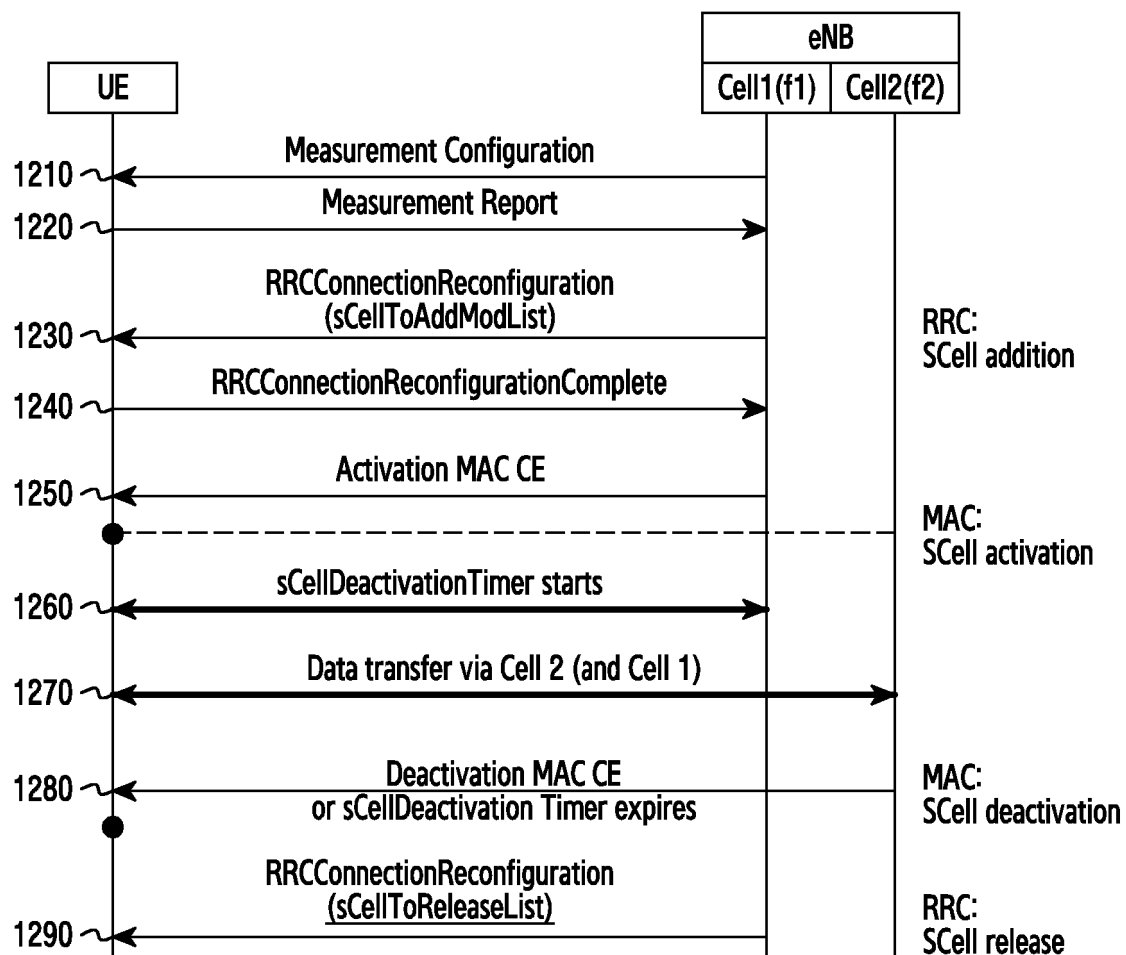 eNB
UE
Cell1(f1) Cell2(f2)
Measurement Configuration
1210
Measurement Report
1220
RRCConnectionReconfiguration
(sCellToAddModList)
1230
RRC:
SCell addition
RRCConnectionReconfigurationComplete
1240
Activation MAC CE
1250
MAC:
SCell activation
sCellDeactivationTimer starts
1260
Data transfer via Cell 2 (and Cell 1)
1270
Deactivation MAC CE
1280
or sCellDeactivation Timer expires
MAC:
SCell deactivation
RRCConnectionReconfiguration
(sCellToReleaseList)
1290
RRC:
SCell release